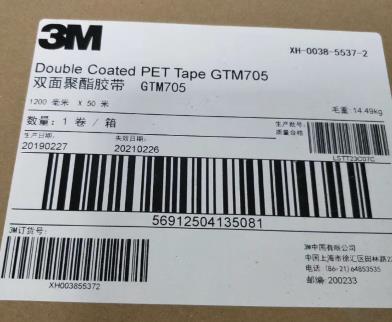 3M
XH-0038-5537-2
Double Coated PET Tape GTM705
双面聚酯胶带 GTM705
1200 毫米 X 50 米
毛重: 14.49kg
数量: 1 卷 / 箱
生产批号:
质量合格
LSTT23C07C
生产日期: 失效日期:
20190227 20210226
56912504135081
3M订货号:
XH003855372
3M中国有限公司
中国上海市徐汇区田林路
电话 (86-21) 64853535
邮编: 200233